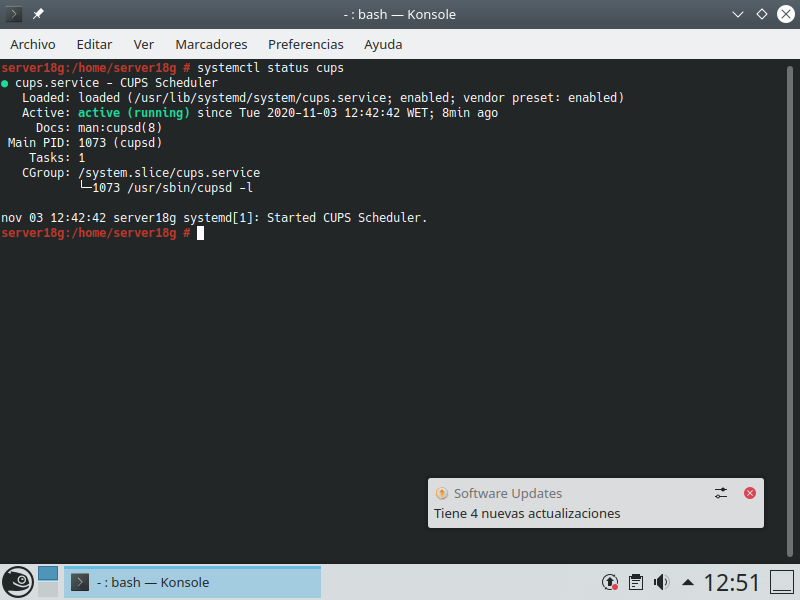 - : bash — Konsole
Archivo Editar Ver Marcadores Preferencias Ayuda
server18g:/home/server18g # systemctl status cups
● cups.service - CUPS Scheduler
   Loaded: loaded (/usr/lib/systemd/system/cups.service; enabled; vendor preset: enabled)
   Active: active (running) since Tue 2020-11-03 12:42:42 WET; 8min ago
     Docs: man:cupsd(8)
 Main PID: 1073 (cupsd)
    Tasks: 1
   CGroup: /system.slice/cups.service
           └─1073 /usr/sbin/cupsd -l
nov 03 12:42:42 server18g systemd[1]: Started CUPS Scheduler.
server18g:/home/server18g #
Software Updates
Tiene 4 nuevas actualizaciones
- : bash — Konsole
12:51